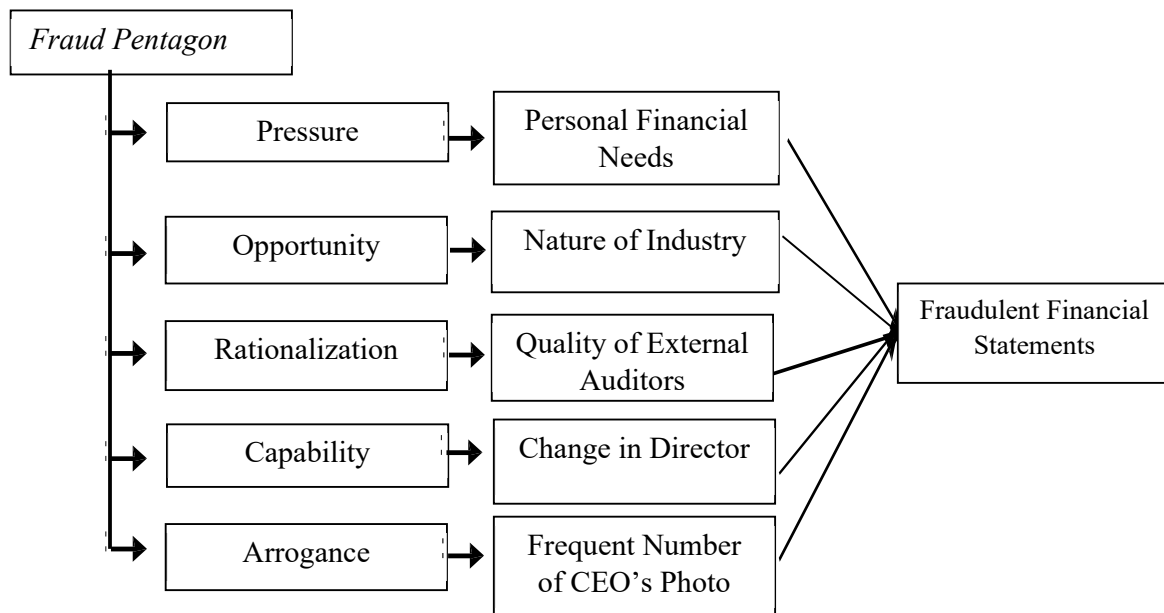 Fraud Pentagon
Pressure
Personal Financial
Needs
Opportunity
Nature of Industry
Rationalization
Quality of External
Auditors
Capability
Change in Director
Arrogance
Frequent Number
of CEO’s Photo
Fraudulent Financial
Statements